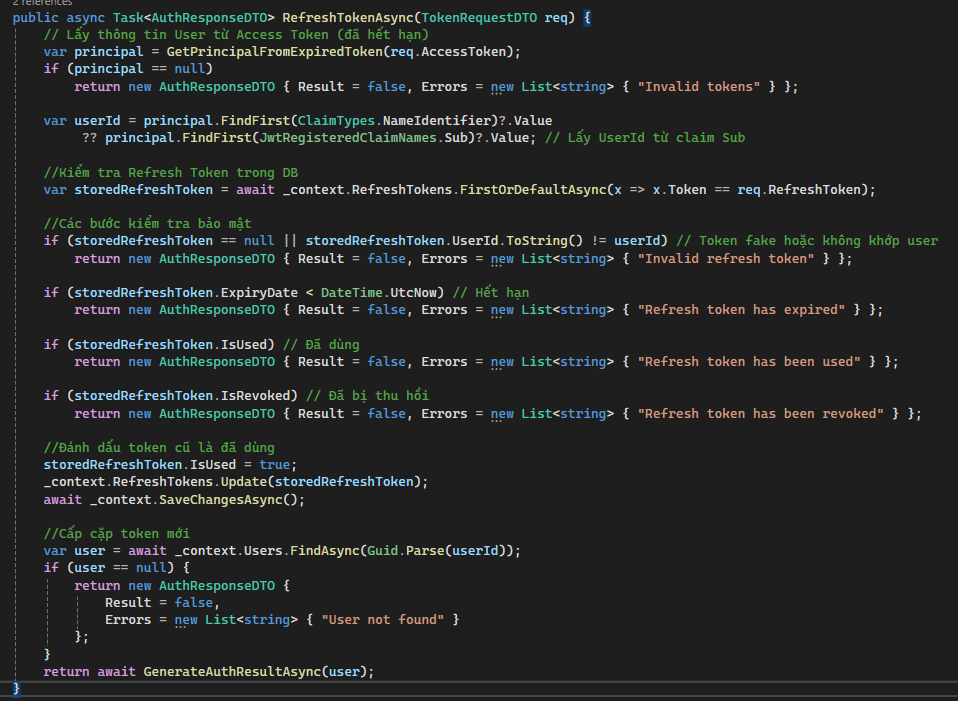 2 references
public async Task<AuthResponseDTO> RefreshTokenAsync(TokenRequestDTO req) {
    // Lấy thông tin User từ Access Token (đã hết hạn)
    var principal = GetPrincipalFromExpiredToken(req.AccessToken);
    if (principal == null)
        return new AuthResponseDTO { Result = false, Errors = new List<string> { "Invalid tokens" } };

    var userId = principal.FindFirst(ClaimTypes.NameIdentifier)?.Value
         ?? principal.FindFirst(JwtRegisteredClaimNames.Sub)?.Value; // Lấy UserId từ claim Sub

    //Kiểm tra Refresh Token trong DB
    var storedRefreshToken = await _context.RefreshTokens.FirstOrDefaultAsync(x => x.Token == req.RefreshToken);

    //Các bước kiểm tra bảo mật
    if (storedRefreshToken == null || storedRefreshToken.UserId.ToString() != userId) // Token fake hoặc không khớp user
        return new AuthResponseDTO { Result = false, Errors = new List<string> { "Invalid refresh token" } };

    if (storedRefreshToken.ExpiryDate < DateTime.UtcNow) // Hết hạn
        return new AuthResponseDTO { Result = false, Errors = new List<string> { "Refresh token has expired" } };

    if (storedRefreshToken.IsUsed) // Đã dùng
        return new AuthResponseDTO { Result = false, Errors = new List<string> { "Refresh token has been used" } };

    if (storedRefreshToken.IsRevoked) // Đã bị thu hồi
        return new AuthResponseDTO { Result = false, Errors = new List<string> { "Refresh token has been revoked" } };

    //Đánh dấu token cũ là đã dùng
    storedRefreshToken.IsUsed = true;
    _context.RefreshTokens.Update(storedRefreshToken);
    await _context.SaveChangesAsync();

    //Cấp cặp token mới
    var user = await _context.Users.FindAsync(Guid.Parse(userId));
    if (user == null) {
        return new AuthResponseDTO {
            Result = false,
            Errors = new List<string> { "User not found" }
        };
    }
    return await GenerateAuthResultAsync(user);
}